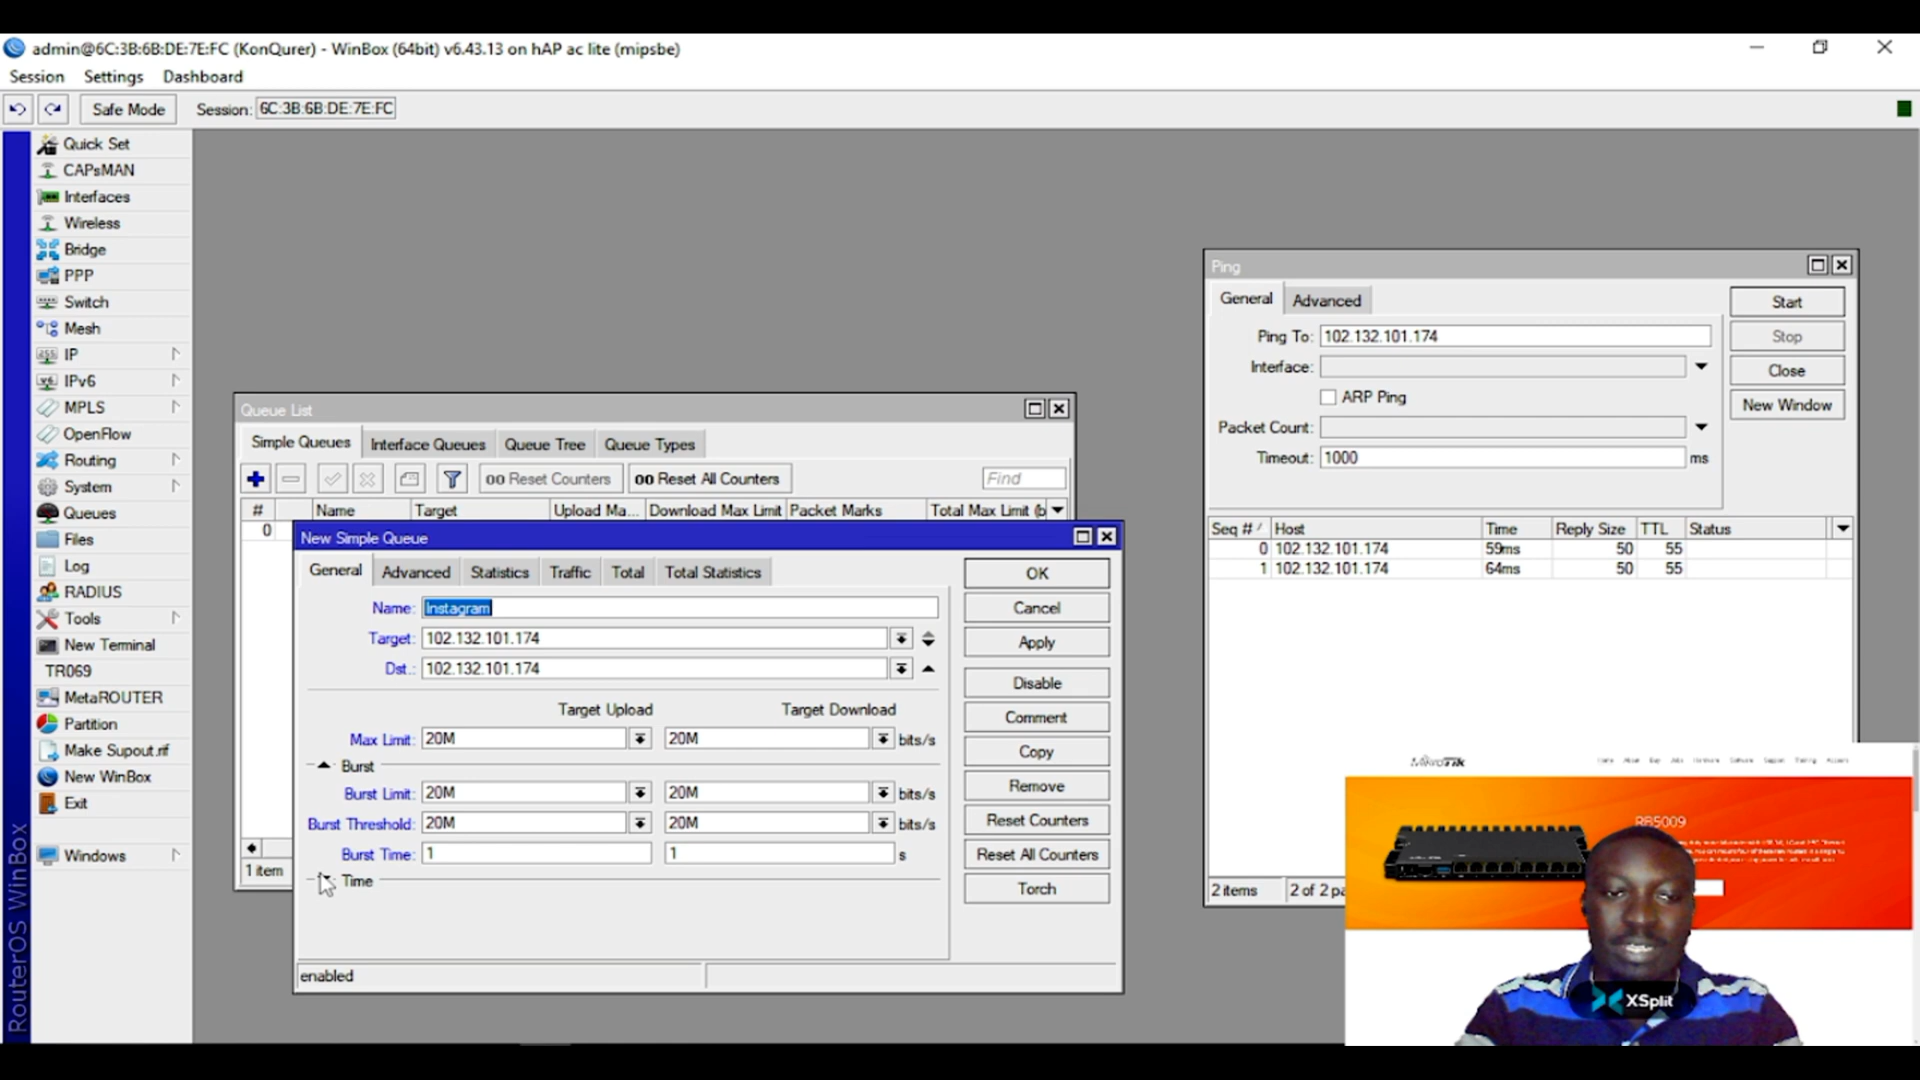 admin@6C:3B:6B:DE:7E:FC (KonQurer) - WinBox (64bit) v6.43.13 on hAP ac lite (mipsbe)
Session Settings Dashboard
Safe Mode Session: 6C:3B:6B:DE:7E:FC
Quick Set
CAPsMAN
Interfaces
Wireless
Bridge
PPP
Switch
Mesh
IP
IPv6
MPLS
OpenFlow
Routing
System
Queues
Files
Log
RADIUS
Tools
New Terminal
TR069
MetaROUTER
Partition
Make Supout.rif
New WinBox
Exit
Windows
RouterOS WinBox
Queue List
Simple Queues Interface Queues Queue Tree Queue Types
00 Reset Counters 00 Reset All Counters Find
# Name Target Upload Ma... Download Max Limit Packet Marks Total Max Limit (b
0
1 item
New Simple Queue
General Advanced Statistics Traffic Total Total Statistics
Name: Instagram
Target: 102.132.101.174
Dst.: 102.132.101.174
Target Upload Target Download
Max Limit: 20M 20M bits/s
Burst
Burst Limit: 20M 20M bits/s
Burst Threshold: 20M 20M bits/s
Burst Time: 1 1 s
Time
enabled
OK
Cancel
Apply
Disable
Comment
Copy
Remove
Reset Counters
Reset All Counters
Torch
Ping
General Advanced
Ping To: 102.132.101.174
Interface:
ARP Ping
Packet Count:
Timeout: 1000 ms
Start
Stop
Close
New Window
Seq # Host Time Reply Size TTL Status
0 102.132.101.174 59ms 50 55
1 102.132.101.174 64ms 50 55
2 items 2 of 2 pa
MikroTik
RB5009
XSplit